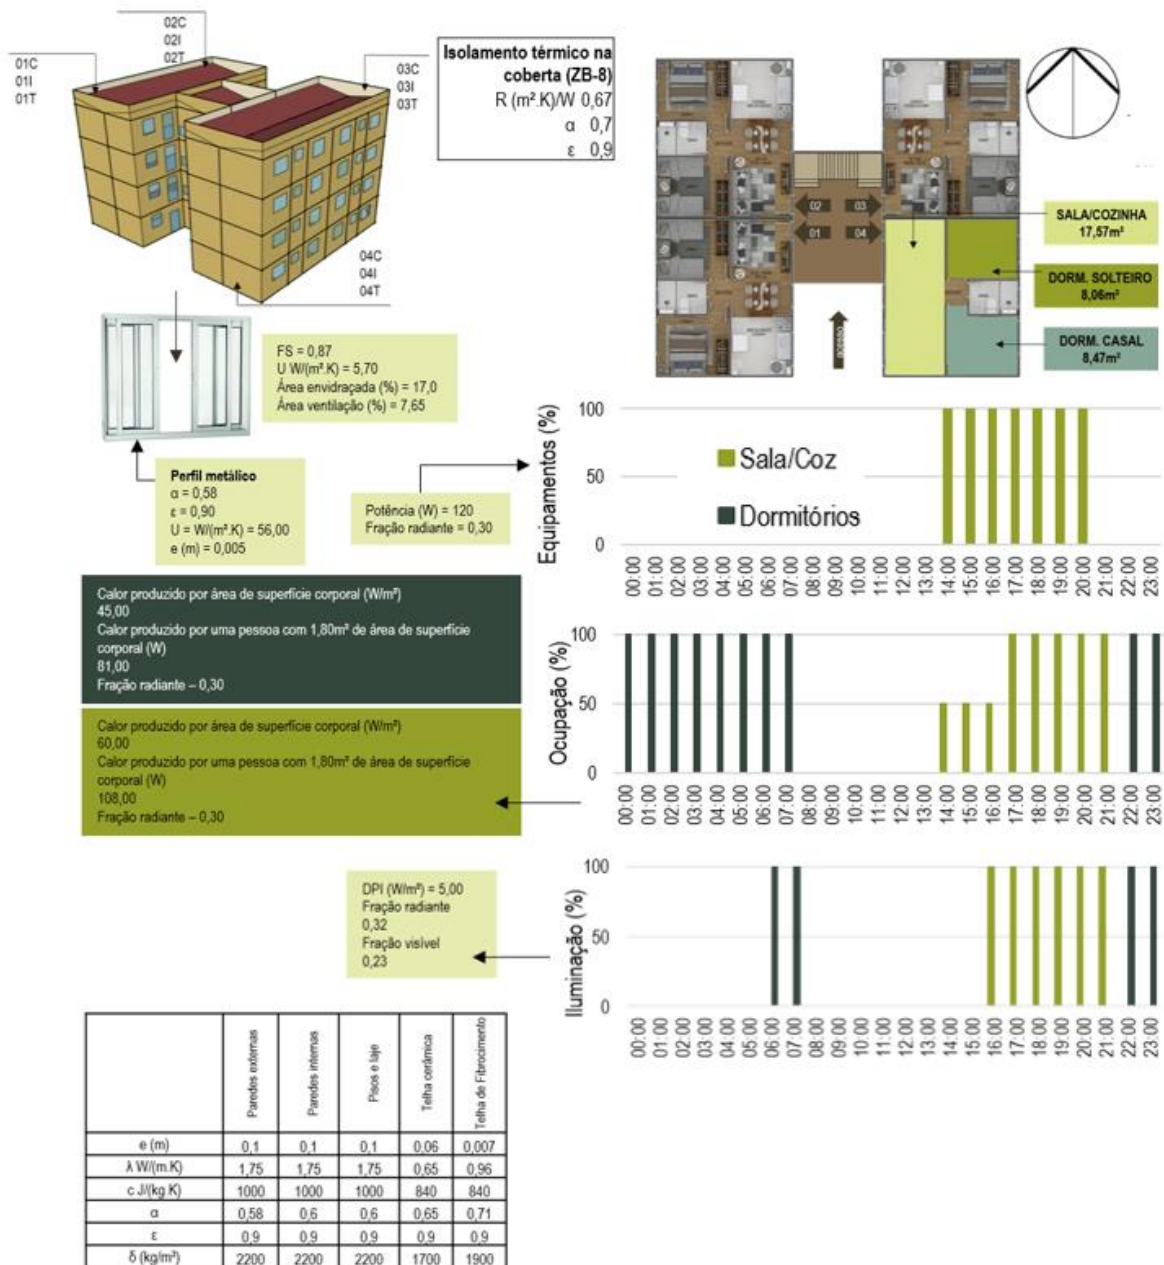 01C
01I
01T
02C
02I
02T
03C
03I
03T
04C
04I
04T
Isolamento térmico na
coberta (ZB-8)
R (m².K)/W 0,67
α 0,7
ε 0,9
02
03
01
04
acesso
SALA/COZINHA
17,57m²
DORM. SOLTEIRO
8,06m²
DORM. CASAL
8,47m²
FS = 0,87
U W/(m².K) = 5,70
Área envidraçada (%) = 17,0
Área ventilação (%) = 7,65
Perfil metálico
α = 0,58
ε = 0,90
U = W/(m².K) = 56,00
e (m) = 0,005
Potência (W) = 120
Fração radiante = 0,30
Equipamentos (%)
100
50
0
Sala/Coz
Dormitórios
00:00 01:00 02:00 03:00 04:00 05:00 06:00 07:00 08:00 09:00 10:00 11:00 12:00 13:00 14:00 15:00 16:00 17:00 18:00 19:00 20:00 21:00 22:00 23:00
Calor produzido por área de superfície corporal (W/m²)
45,00
Calor produzido por uma pessoa com 1,80m² de área de superfície
corporal (W)
81,00
Fração radiante – 0,30
Calor produzido por área de superfície corporal (W/m²)
60,00
Calor produzido por uma pessoa com 1,80m² de área de superfície
corporal (W)
108,00
Fração radiante – 0,30
Ocupação (%)
100
50
0
00:00 01:00 02:00 03:00 04:00 05:00 06:00 07:00 08:00 09:00 10:00 11:00 12:00 13:00 14:00 15:00 16:00 17:00 18:00 19:00 20:00 21:00 22:00 23:00
DPI (W/m²) = 5,00
Fração radiante
0,32
Fração visível
0,23
Iluminação (%)
100
50
0
00:00 01:00 02:00 03:00 04:00 05:00 06:00 07:00 08:00 09:00 10:00 11:00 12:00 13:00 14:00 15:00 16:00 17:00 18:00 19:00 20:00 21:00 22:00 23:00
Paredes externas Paredes internas Pisos e laje Telha cerâmica Telha de Fibrocimento
e (m) 0,1 0,1 0,1 0,06 0,007
λ W/(m.K) 1,75 1,75 1,75 0,65 0,96
c J/(kg.K) 1000 1000 1000 840 840
α 0,58 0,6 0,6 0,65 0,71
ε 0,9 0,9 0,9 0,9 0,9
δ (kg/m³) 2200 2200 2200 1700 1900